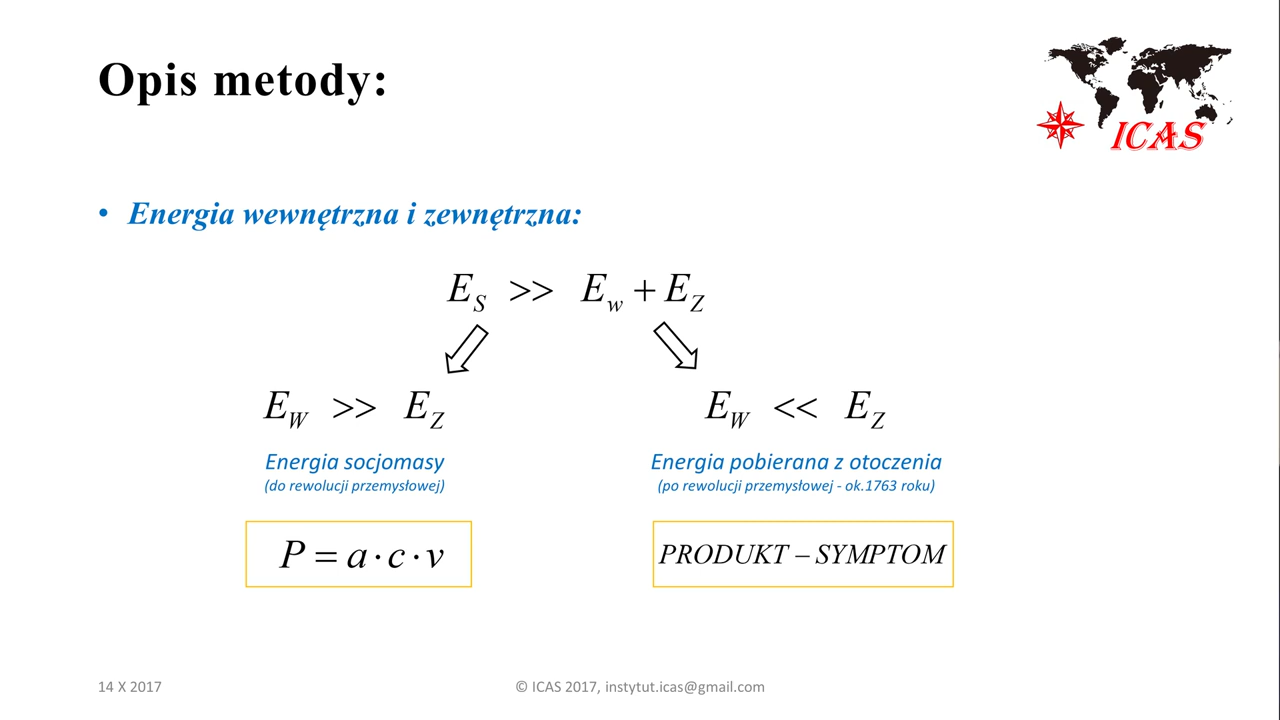 Opis metody:
ICAS
• Energia wewnętrzna i zewnętrzna:
E_S >> E_w + E_Z
E_W >> E_Z
E_W << E_Z
Energia socjomasy
(do rewolucji przemysłowej)
Energia pobierana z otoczenia
(po rewolucji przemysłowej - ok.1763 roku)
P = a · c · v
PRODUKT – SYMPTOM
14 X 2017
© ICAS 2017, instytut.icas@gmail.com